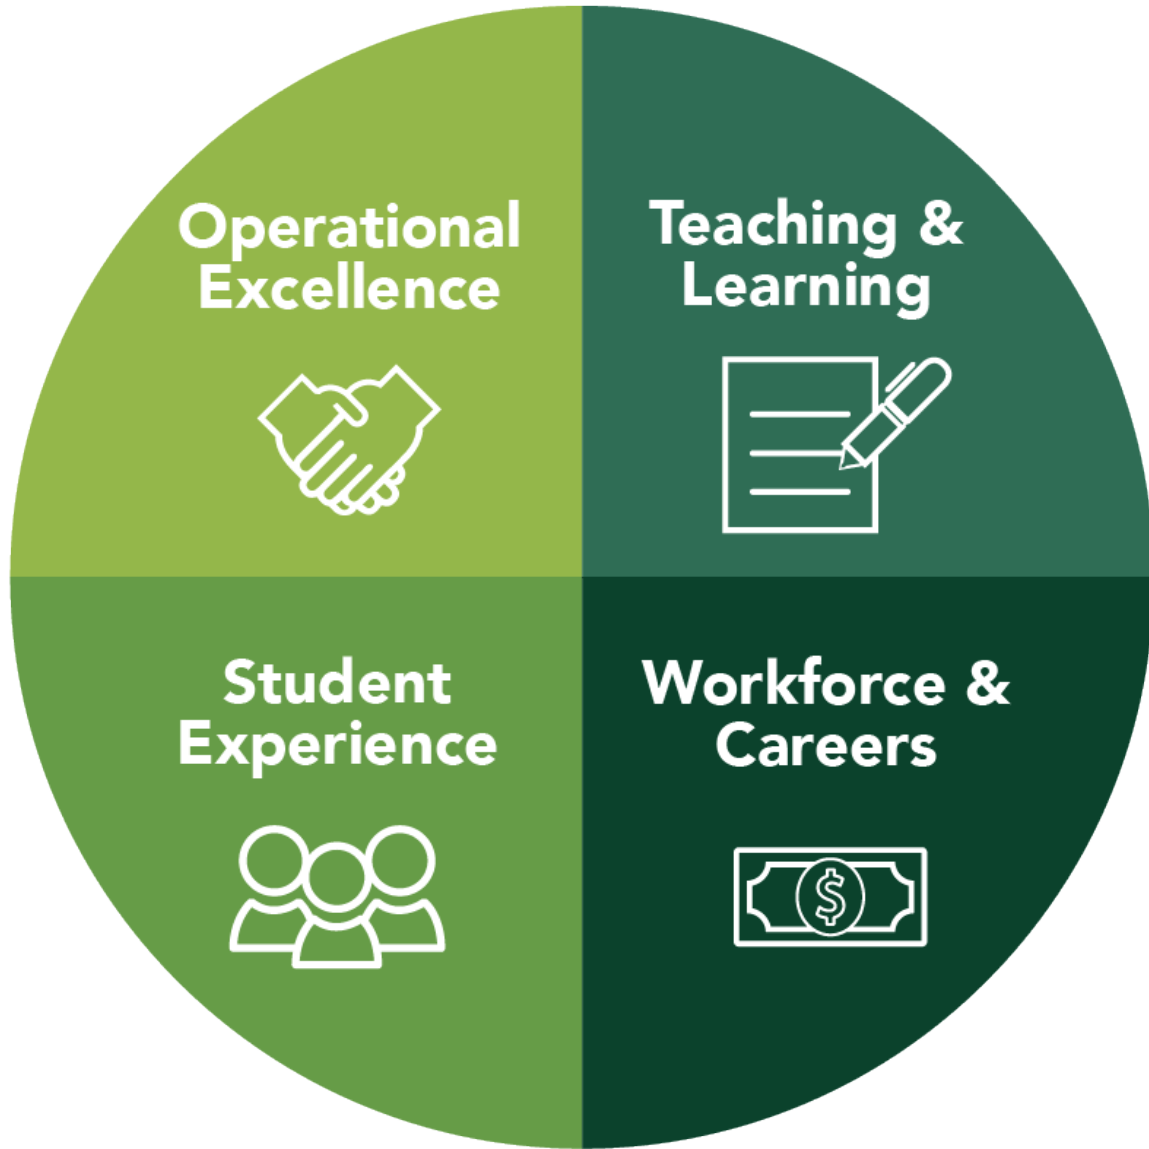 Operational
Excellence
Teaching &
Learning
Student
Experience
Workforce &
Careers
$